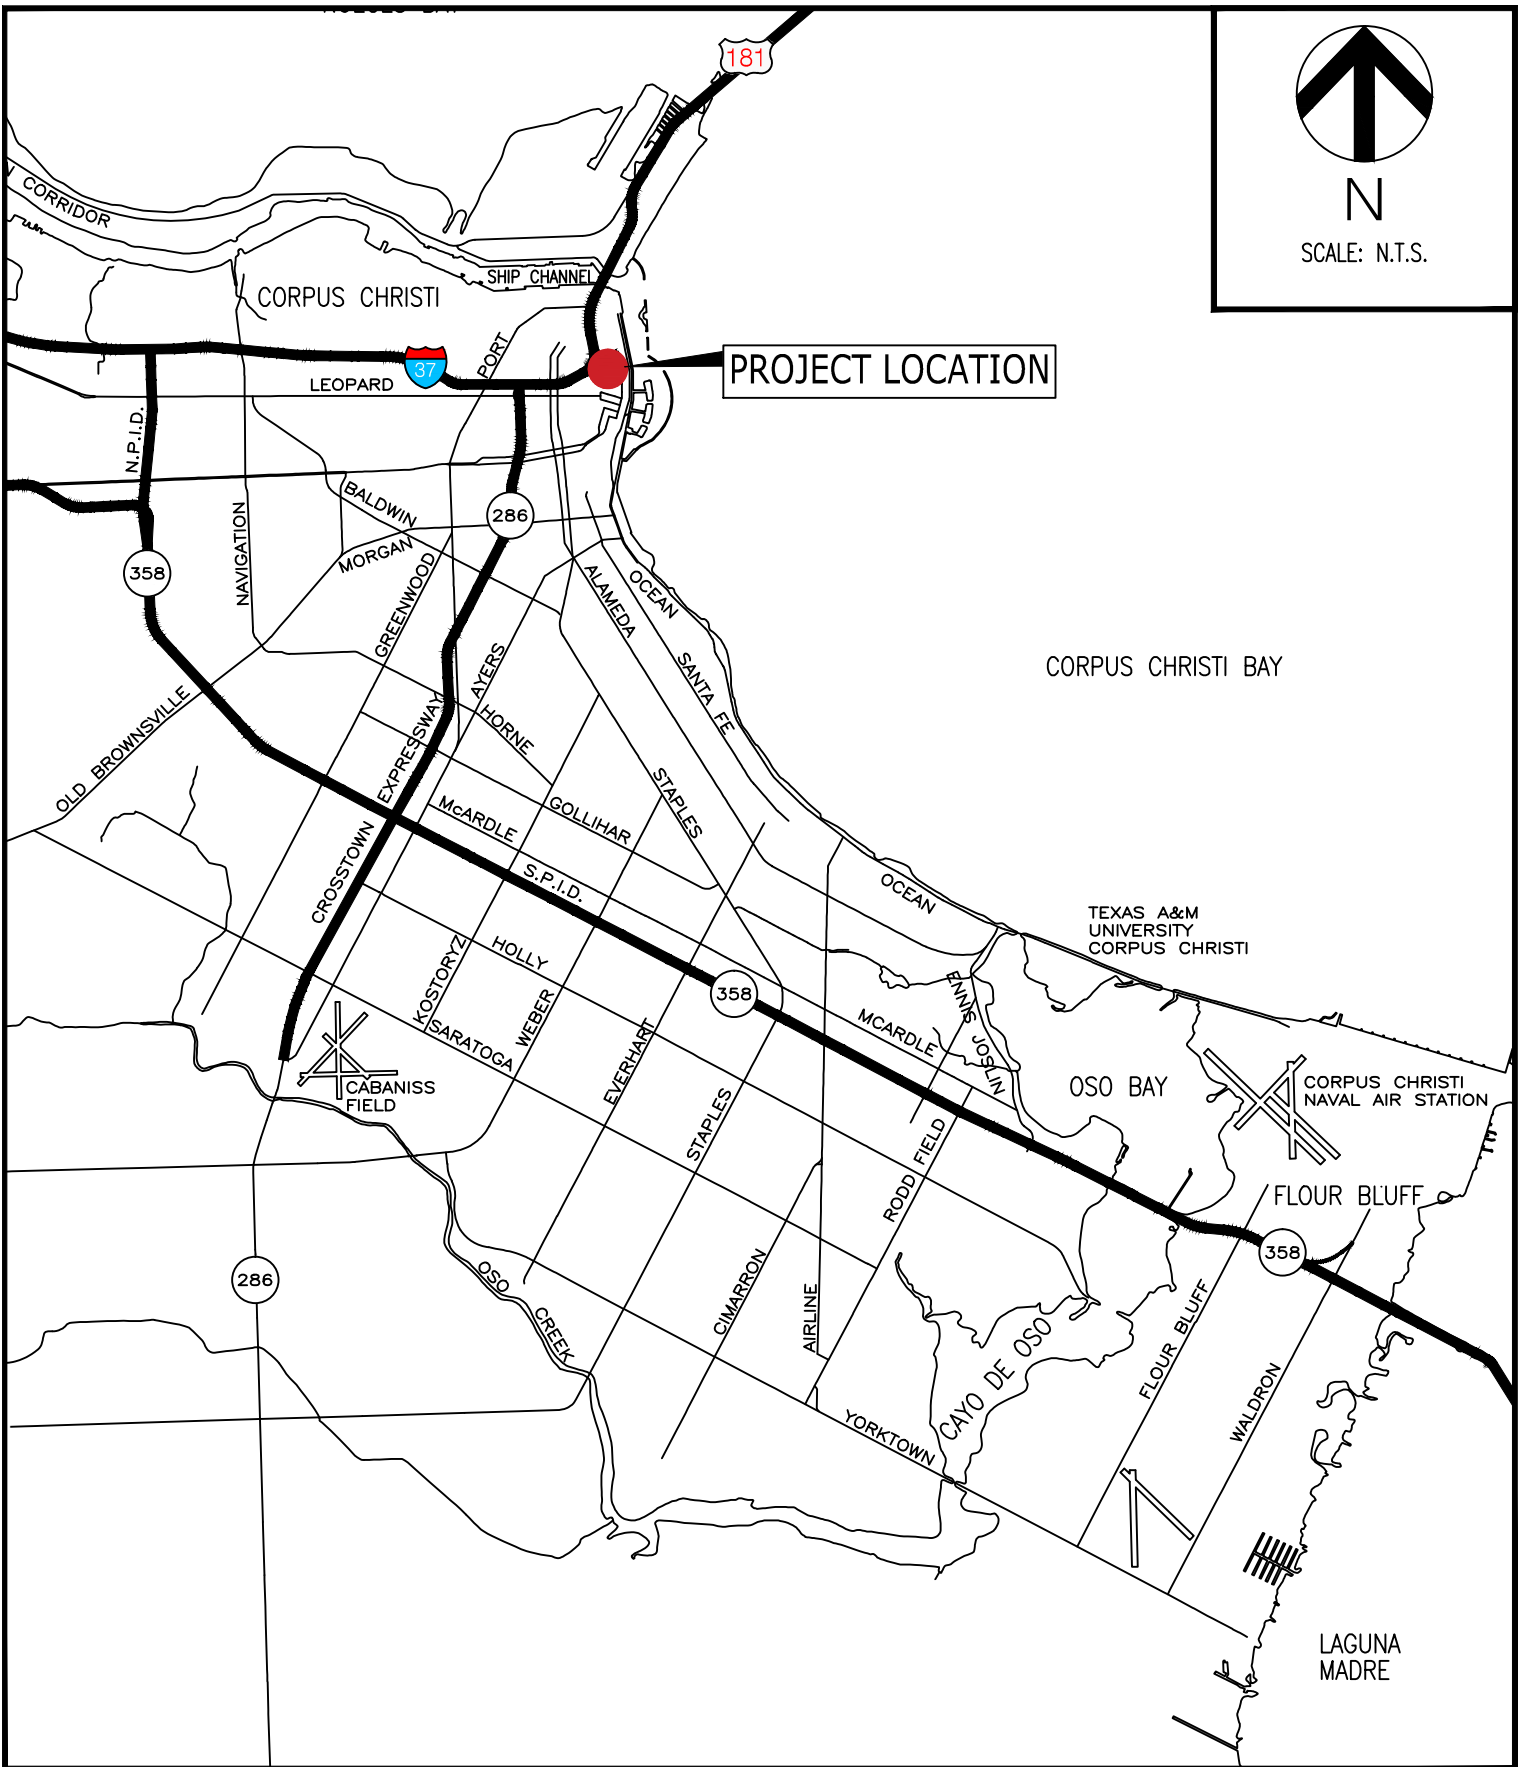 181
N
SCALE: N.T.S.
CORRIDOR
SHIP CHANNEL
CORPUS CHRISTI
PORT
37
LEOPARD
PROJECT LOCATION
N.P.I.D.
BALDWIN
286
NAVIGATION
MORGAN
358
GREENWOOD
ALAMEDA
OCEAN
AYERS
SANTA FE
CORPUS CHRISTI BAY
OLD BROWNSVILLE
EXPRESSWAY
HORNE
STAPLES
McARDLE
GOLLIHAR
CROSSTOWN
S.P.I.D.
OCEAN
TEXAS A&M
UNIVERSITY
CORPUS CHRISTI
KOSTORYZ
HOLLY
358
ENNIS JOSLIN
WEBER
SARATOGA
EVERHART
MCARDLE
CABANISS
FIELD
OSO BAY
CORPUS CHRISTI
NAVAL AIR STATION
STAPLES
RODD FIELD
FLOUR BLUFF
358
286
OSO CREEK
CIMARRON
AIRLINE
CAYO DE OSO
FLOUR BLUFF
WALDRON
YORKTOWN
LAGUNA
MADRE